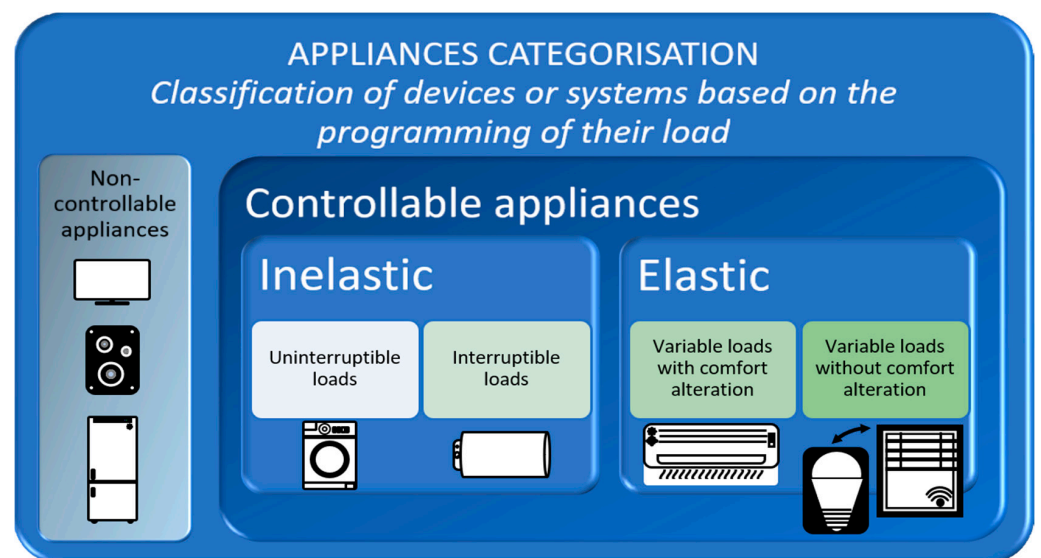 APPLIANCES CATEGORISATION
Classification of devices or systems based on the
programming of their load
Non-
controllable
appliances
Controllable appliances
Inelastic
Uninterruptible
loads
Interruptible
loads
Elastic
Variable loads
with comfort
alteration
Variable loads
without comfort
alteration